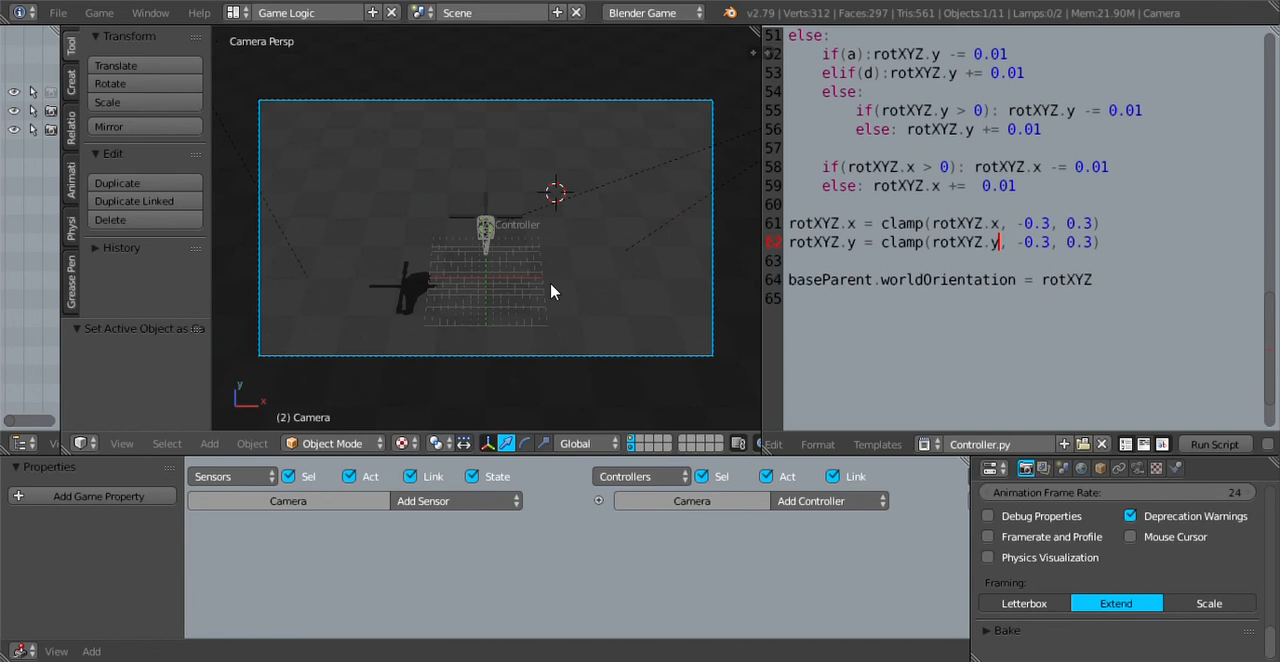 File Game Window Help Game Logic Scene Blender Game v2.79 | Verts:312 | Faces:297 | Tris:561 | Objects:1/11 | Lamps:0/2 | Mem:21.90M | Camera
Tool
Creat
Relatio
Animati
Physi
Grease Pen
Transform
Translate
Rotate
Scale
Mirror
Edit
Duplicate
Duplicate Linked
Delete
History
Set Active Object as Ca
Camera Persp
Controller
y
x
(2) Camera
51 else:
52 if(a):rotXYZ.y -= 0.01
53 elif(d):rotXYZ.y += 0.01
54 else:
55 if(rotXYZ.y > 0): rotXYZ.y -= 0.01
56 else: rotXYZ.y += 0.01
57
58 if(rotXYZ.x > 0): rotXYZ.x -= 0.01
59 else: rotXYZ.x += 0.01
60
61 rotXYZ.x = clamp(rotXYZ.x, -0.3, 0.3)
62 rotXYZ.y = clamp(rotXYZ.y, -0.3, 0.3)
63
64 baseParent.worldOrientation = rotXYZ
65
View Select Add Object Object Mode Global Edit Format Templates Controller.py Run Script
Properties
Add Game Property
Sensors Sel Act Link State Controllers Sel Act Link
Camera Add Sensor Camera Add Controller
Animation Frame Rate: 24
Debug Properties Deprecation Warnings
Framerate and Profile Mouse Cursor
Physics Visualization
Framing:
Letterbox Extend Scale
Bake
View Add